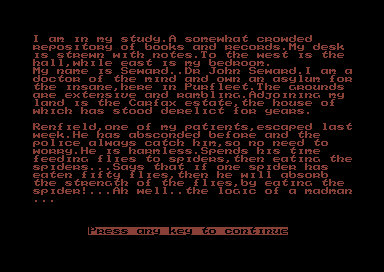 I am in my study.A somewhat crowded
repository of books and records.My desk
is strewn with notes.To the west is the
hall,while east is my bedroom.
My name is Seward..Dr John Seward.I am a
doctor of the mind and own an asylum for
the insane,here in Purfleet.The grounds
are extensive and rambling.Adjoining my
land is the Carfax estate,the house of
which has stood derelict for years.
Renfield,one of my patients,escaped last
week.He has absconded before and the
police always catch him,so no need to
worry.He is harmless.Spends his time
feeding flies to spiders,then eating the
spiders...Says that if one spider has
eaten fifty flies,then he will absorb
the strength of the flies,by eating the
spider!...Ah well..the logic of a madman
...
Press any key to continue